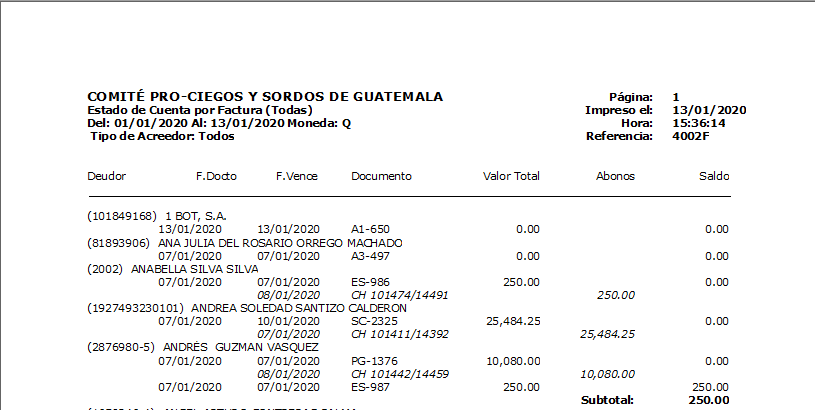 COMITÉ PRO-CIEGOS Y SORDOS DE GUATEMALA Página: 1
Estado de Cuenta por Factura (Todas) Impreso el: 13/01/2020
Del: 01/01/2020 Al: 13/01/2020 Moneda: Q Hora: 15:36:14
Tipo de Acreedor: Todos Referencia: 4002F
Deudor F.Docto F.Vence Documento Valor Total Abonos Saldo
(101849168) 1 BOT, S.A.
13/01/2020 13/01/2020 A1-650 0.00 0.00
(81893906) ANA JULIA DEL ROSARIO ORREGO MACHADO
07/01/2020 07/01/2020 A3-497 0.00 0.00
(2002) ANABELLA SILVA SILVA
07/01/2020 07/01/2020 ES-986 250.00 0.00
08/01/2020 CH 101474/14491 250.00
(1927493230101) ANDREA SOLEDAD SANTIZO CALDERON
07/01/2020 10/01/2020 SC-2325 25,484.25 0.00
07/01/2020 CH 101411/14392 25,484.25
(2876980-5) ANDRÉS GUZMAN VASQUEZ
07/01/2020 07/01/2020 PG-1376 10,080.00 0.00
08/01/2020 CH 101442/14459 10,080.00
07/01/2020 07/01/2020 ES-987 250.00 250.00
Subtotal: 250.00